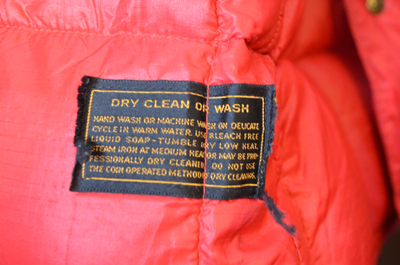 DRY CLEAN OR WASH
HAND WASH OR MACHINE WASH ON DELICATE
CYCLE IN WARM WATER. USE BLEACH FREE
LIQUID SOAP - TUMBLE DRY LOW HEAT.
STEAM IRON AT MEDIUM HEAT OR MAY BE PRO-
FESSIONALLY DRY CLEANED. DO NOT USE
THE COIN OPERATED METHOD OF DRY CLEANING.